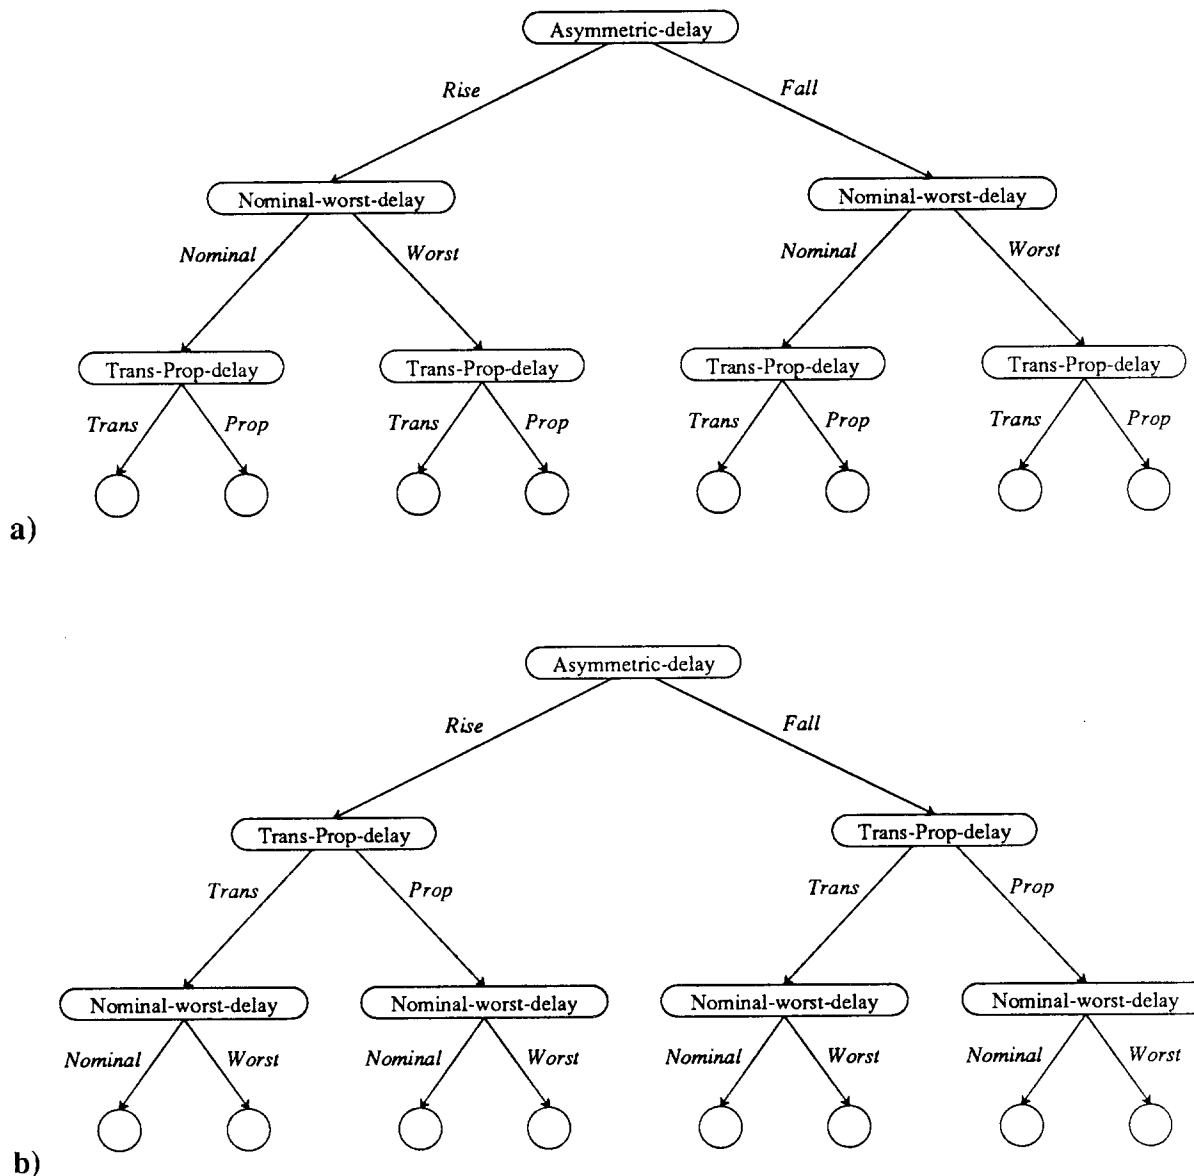 Asymmetric-delay
Rise Fall
Nominal-worst-delay Nominal-worst-delay
Nominal Worst Nominal Worst
Trans-Prop-delay Trans-Prop-delay Trans-Prop-delay Trans-Prop-delay
Trans Prop Trans Prop Trans Prop Trans Prop
a)
Asymmetric-delay
Rise Fall
Trans-Prop-delay Trans-Prop-delay
Trans Prop Trans Prop
Nominal-worst-delay Nominal-worst-delay Nominal-worst-delay Nominal-worst-delay
Nominal Worst Nominal Worst Nominal Worst Nominal Worst
b)